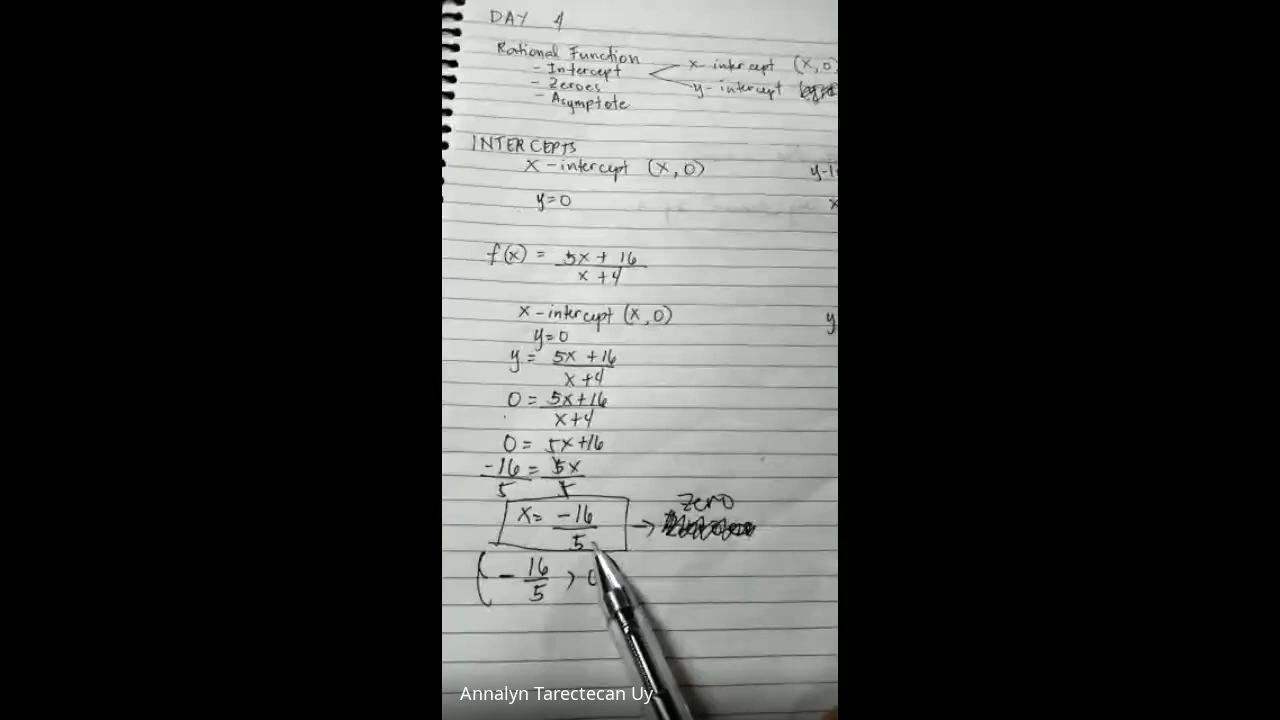 DAY 4
Rational Function
- Intercept
x-intercept (x, 0)
- Zeroes
y-intercept
- Asymptote
INTERCEPTS
x-intercept (x, 0)
y=0
f(x) = 5x + 16
x + 4
x-intercept (x, 0)
y=0
y = 5x + 16
x + 4
0 = 5x+16
x+4
0 = 5x+16
-16 = 5x
5 5
zero
x = -16
5
→
(- 16 , 0
5
Annalyn Tarectecan Uy